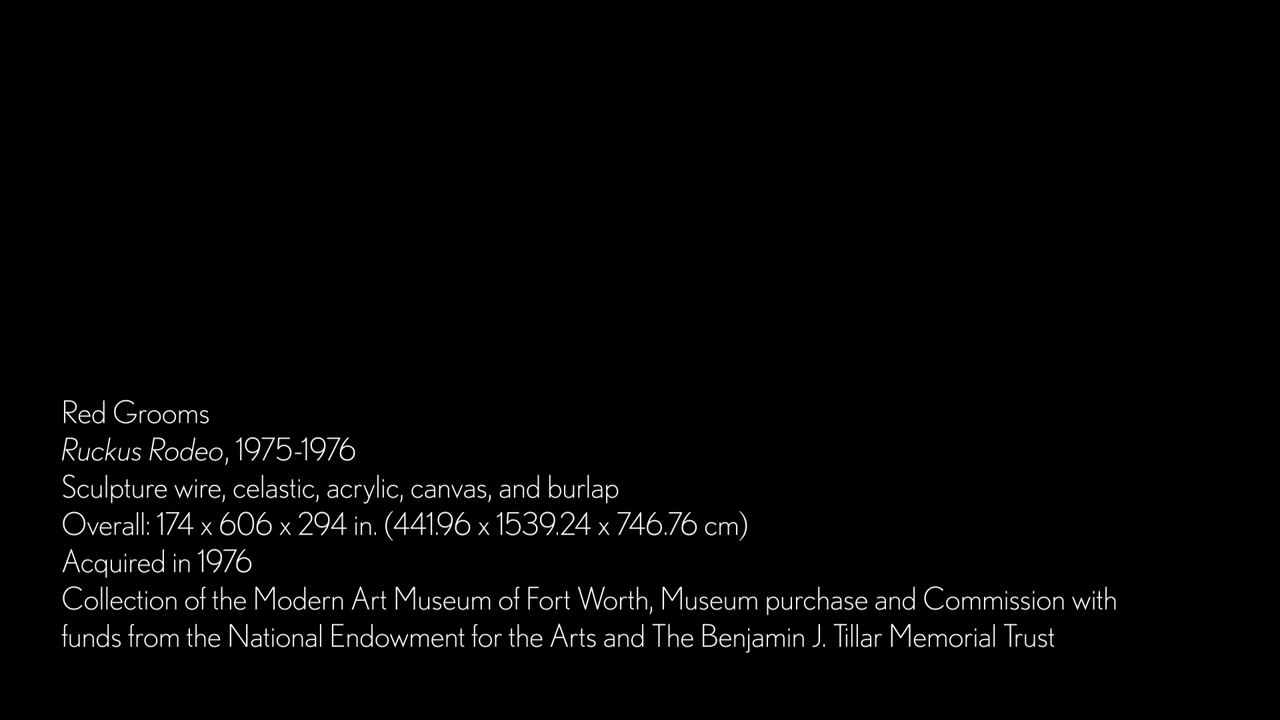 Red Grooms
Ruckus Rodeo, 1975-1976
Sculpture wire, celastic, acrylic, canvas, and burlap
Overall: 174 x 606 x 294 in. (441.96 x 1539.24 x 746.76 cm)
Acquired in 1976
Collection of the Modern Art Museum of Fort Worth, Museum purchase and Commission with
funds from the National Endowment for the Arts and The Benjamin J. Tillar Memorial Trust